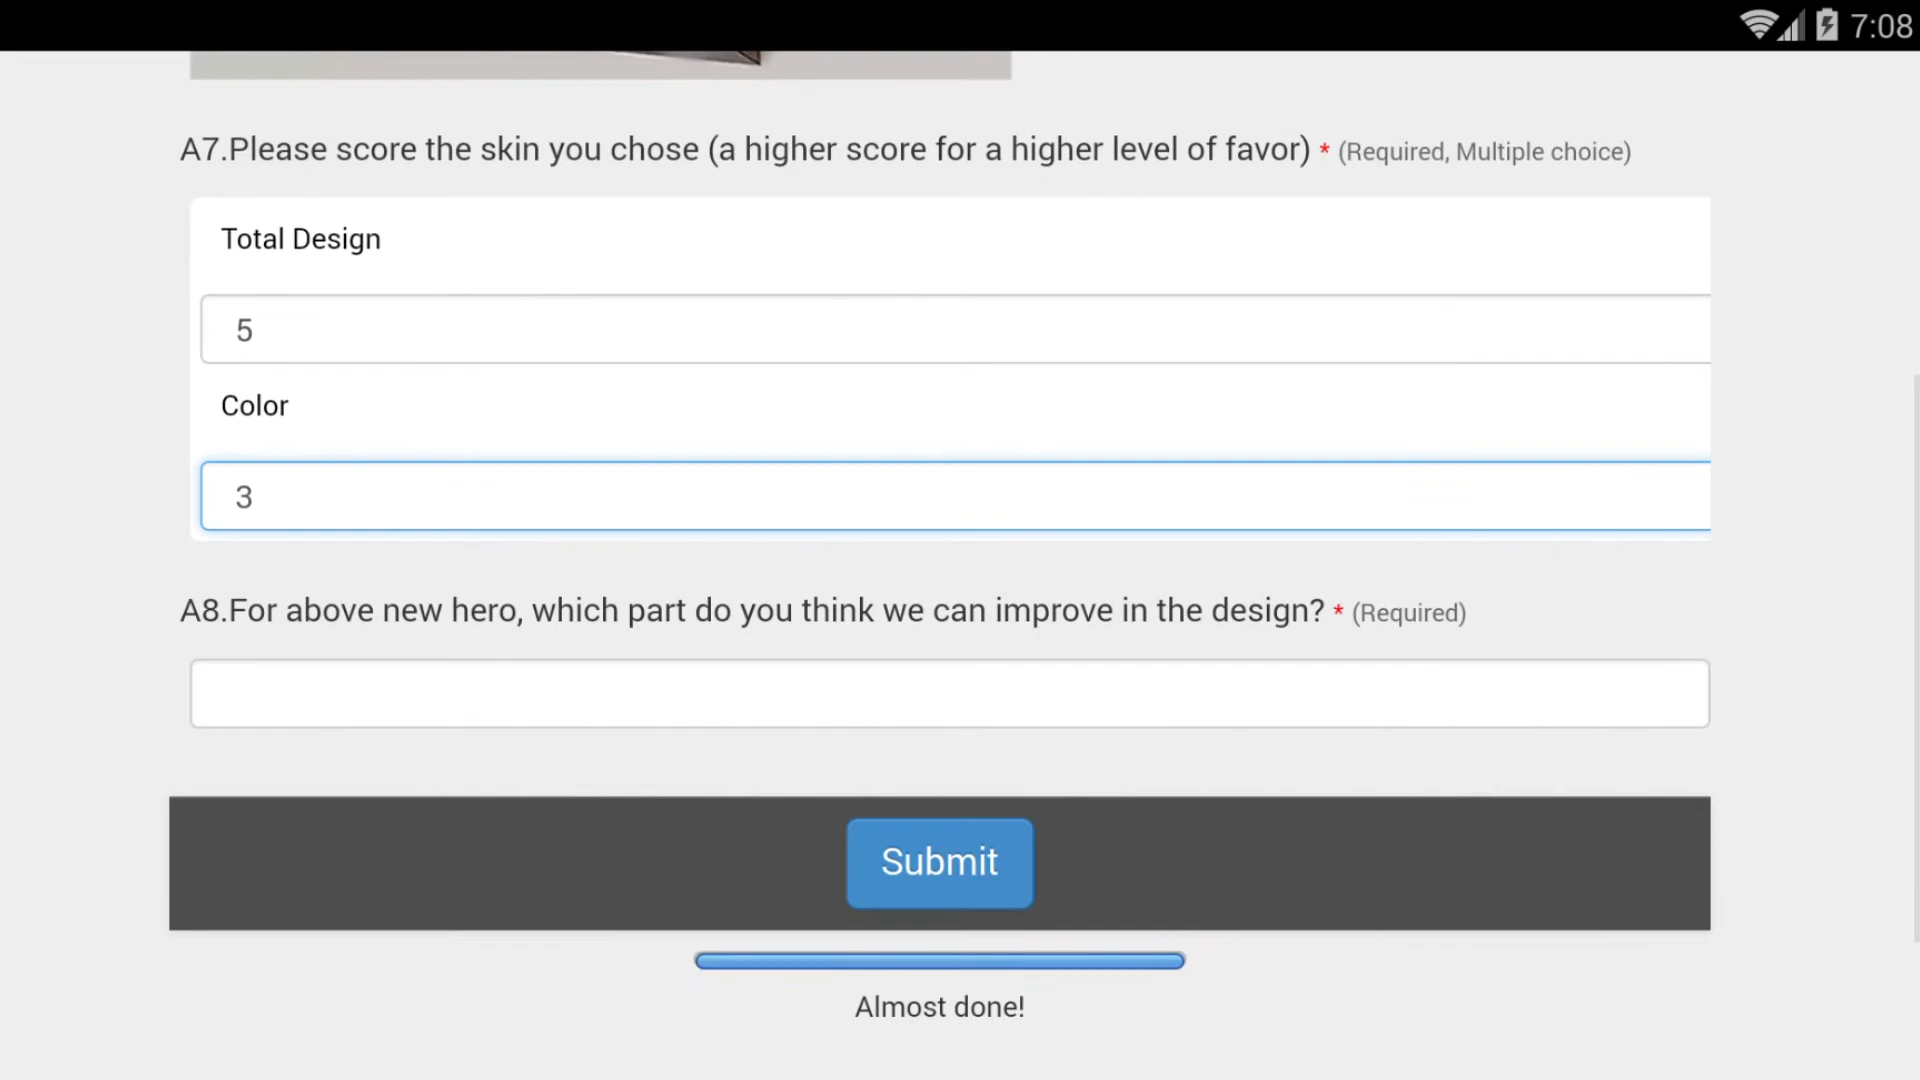 7:08
A7.Please score the skin you chose (a higher score for a higher level of favor) * (Required, Multiple choice)
Total Design
5
Color
3
A8.For above new hero, which part do you think we can improve in the design? * (Required)
Submit
Almost done!